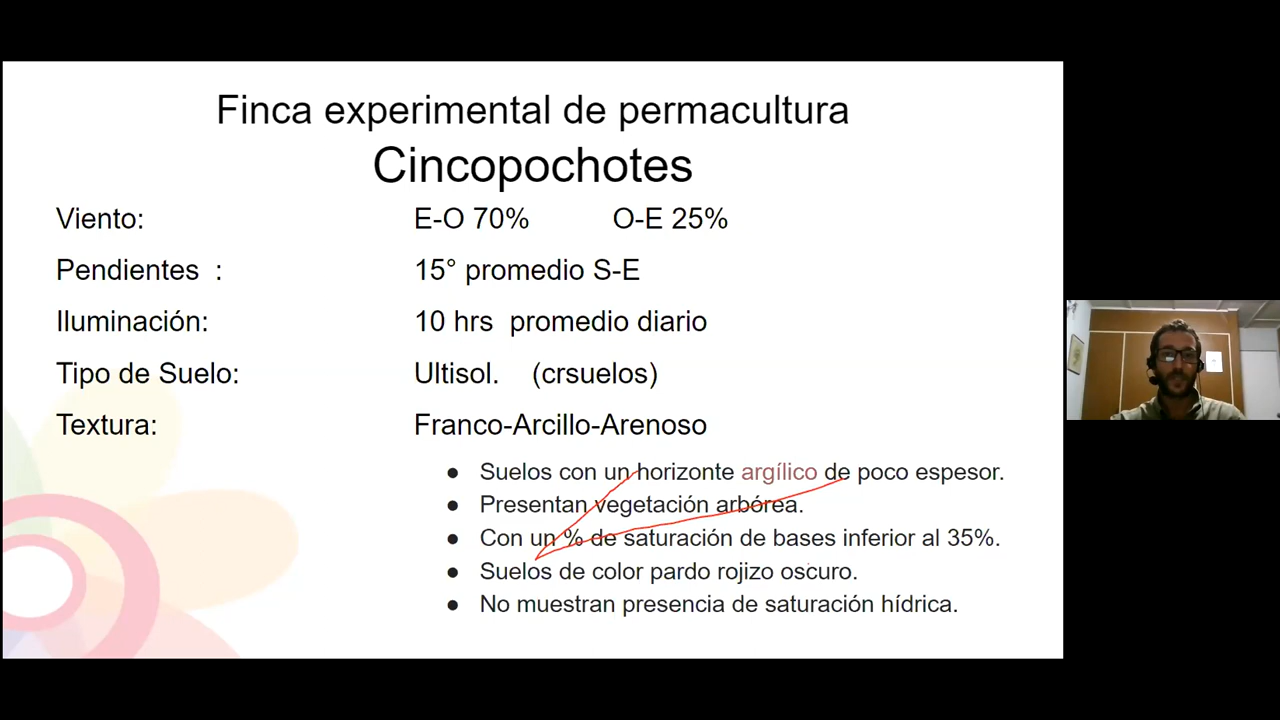 Finca experimental de permacultura
Cincopochotes
Viento: E-O 70% O-E 25%
Pendientes : 15° promedio S-E
Iluminación: 10 hrs promedio diario
Tipo de Suelo: Ultisol. (crsuelos)
Textura: Franco-Arcillo-Arenoso
● Suelos con un horizonte argílico de poco espesor.
● Presentan vegetación arbórea.
● Con un % de saturación de bases inferior al 35%.
● Suelos de color pardo rojizo oscuro.
● No muestran presencia de saturación hídrica.